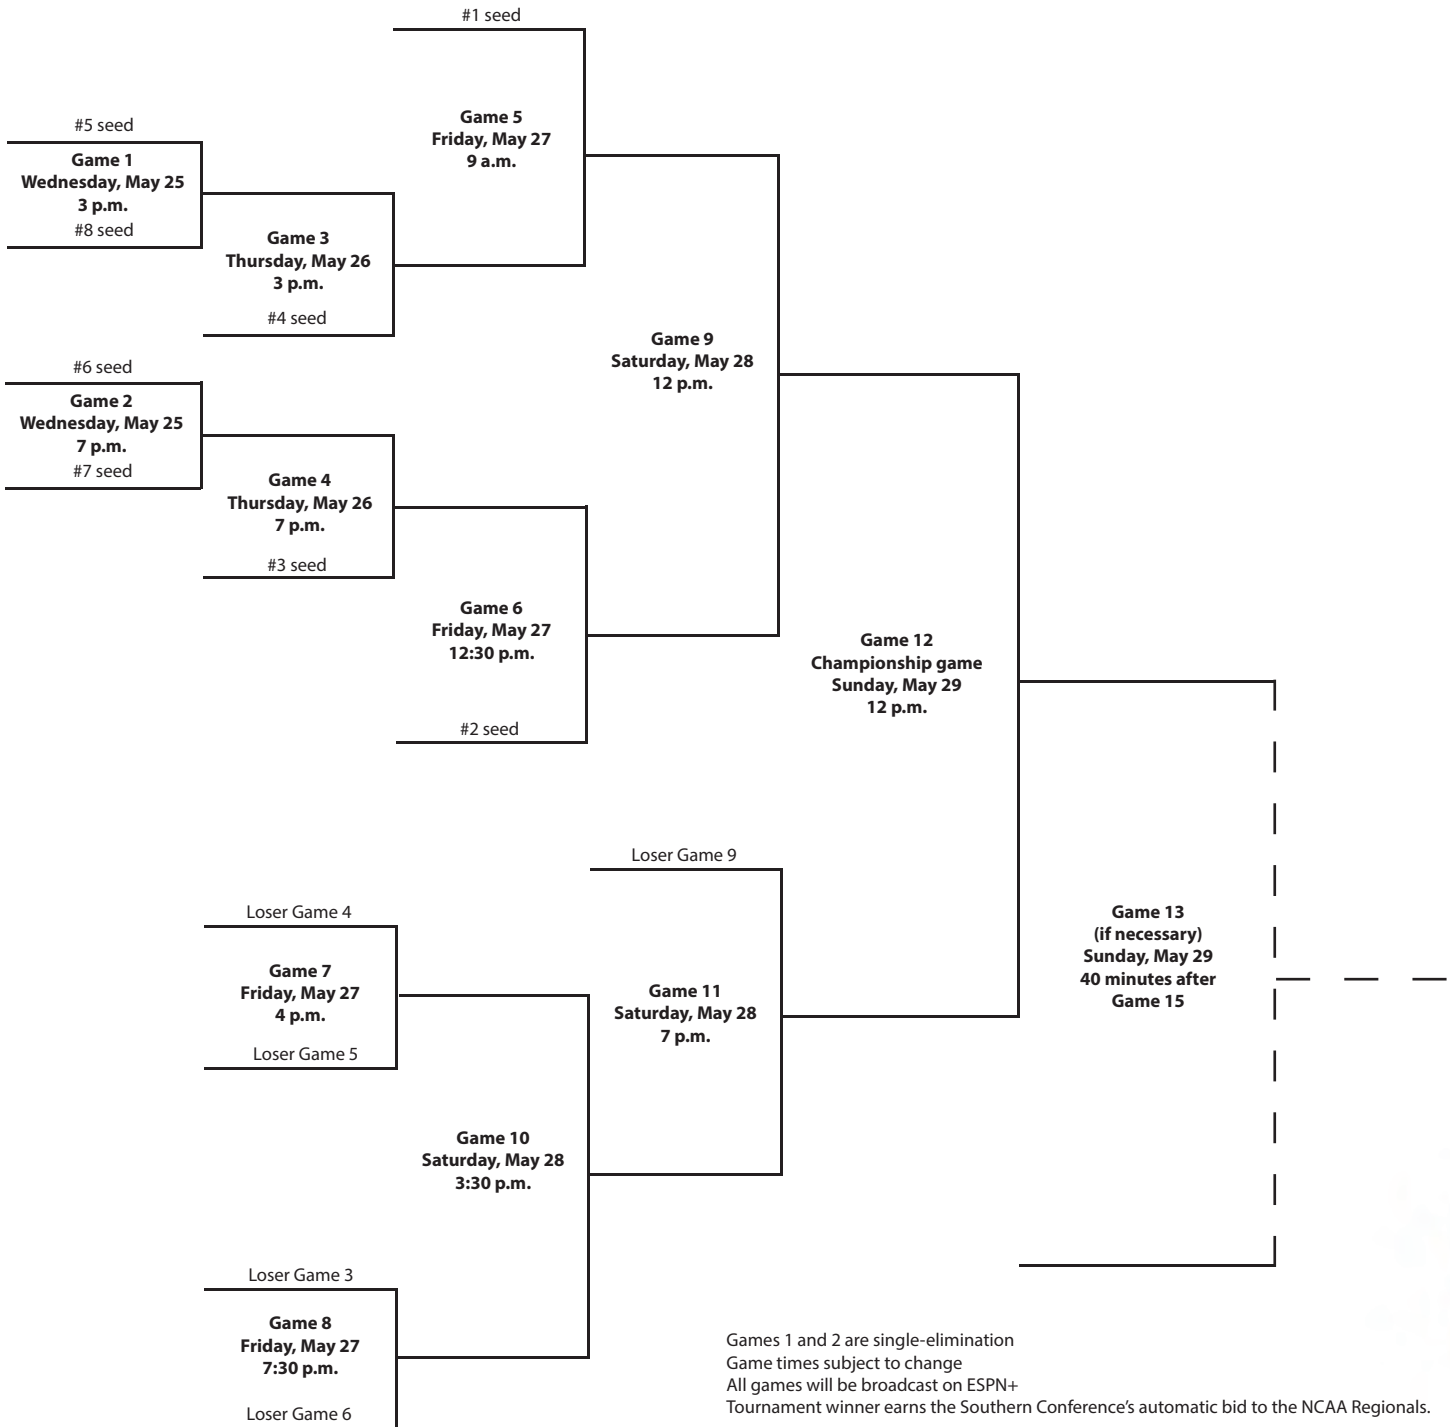 #1 seed
Game 5
Friday, May 27
9 a.m.
#5 seed
Game 1
Wednesday, May 25
3 p.m.
#8 seed
Game 3
Thursday, May 26
3 p.m.
#4 seed
#6 seed
Game 2
Wednesday, May 25
7 p.m.
#7 seed
Game 4
Thursday, May 26
7 p.m.
#3 seed
Game 6
Friday, May 27
12:30 p.m.
#2 seed
Game 9
Saturday, May 28
12 p.m.
Game 12
Championship game
Sunday, May 29
12 p.m.
Loser Game 9
Loser Game 4
Game 7
Friday, May 27
4 p.m.
Loser Game 5
Game 11
Saturday, May 28
7 p.m.
Game 13
(if necessary)
Sunday, May 29
40 minutes after
Game 15
Game 10
Saturday, May 28
3:30 p.m.
Loser Game 3
Game 8
Friday, May 27
7:30 p.m.
Loser Game 6
Games 1 and 2 are single-elimination
Game times subject to change
All games will be broadcast on ESPN+
Tournament winner earns the Southern Conference's automatic bid to the NCAA Regionals.